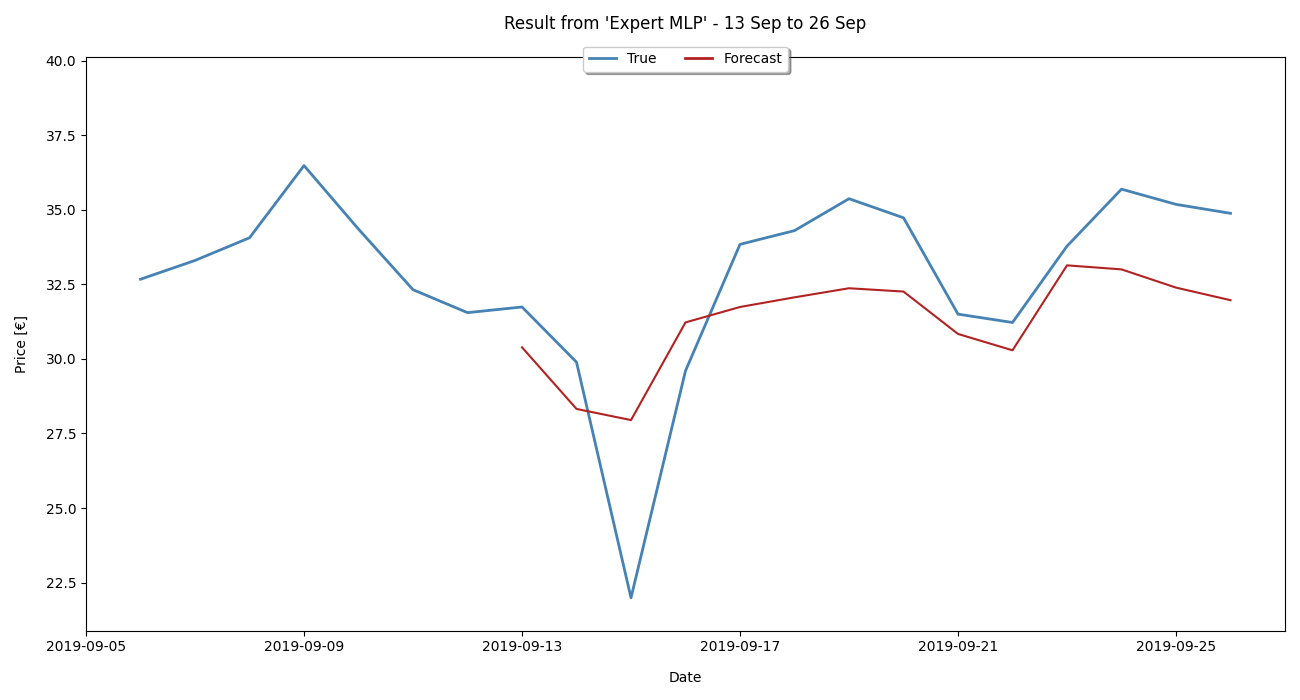 Result from 'Expert MLP' - 13 Sep to 26 Sep
True Forecast
40.0
37.5
35.0
32.5
30.0
27.5
25.0
22.5
Price [€]
2019-09-05 2019-09-09 2019-09-13 2019-09-17 2019-09-21 2019-09-25
Date